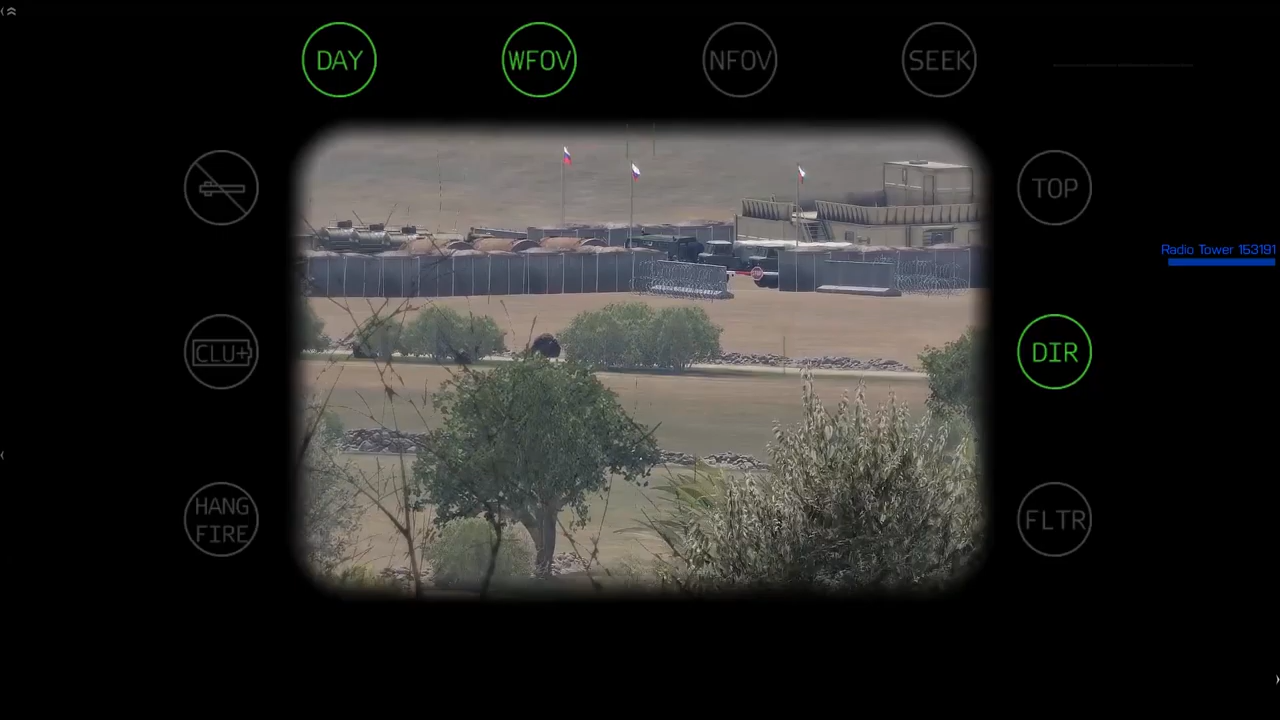 DAY
WFOV
NFOV
SEEK
TOP
Radio Tower 153191
CLU+
DIR
HANG
FIRE
FLTR